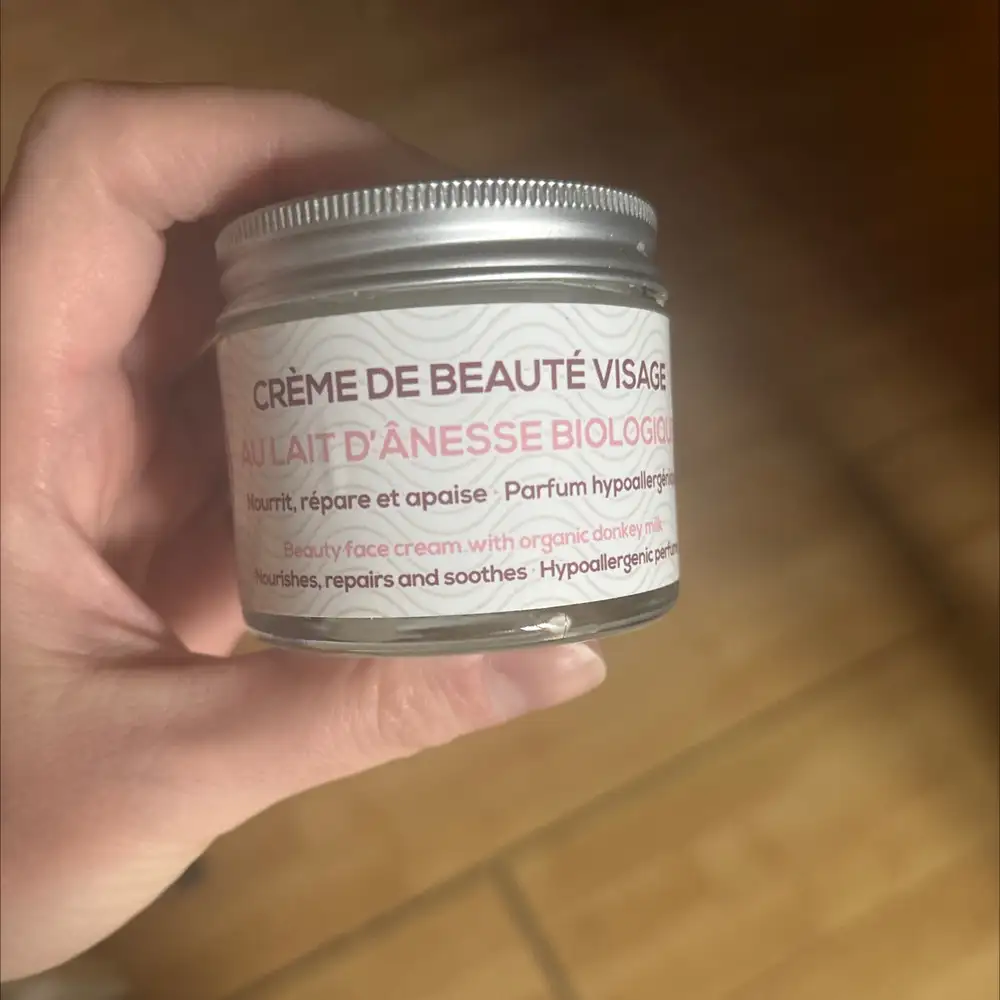 CRÈME DE BEAUTÉ VISAGE
AU LAIT D'ÂNESSE BIOLOGIQU
Nourrit, répare et apaise · Parfum hypoallergéni
Beauty face cream with organic donkey milk
Nourishes, repairs and soothes · Hypoallergenic perfum